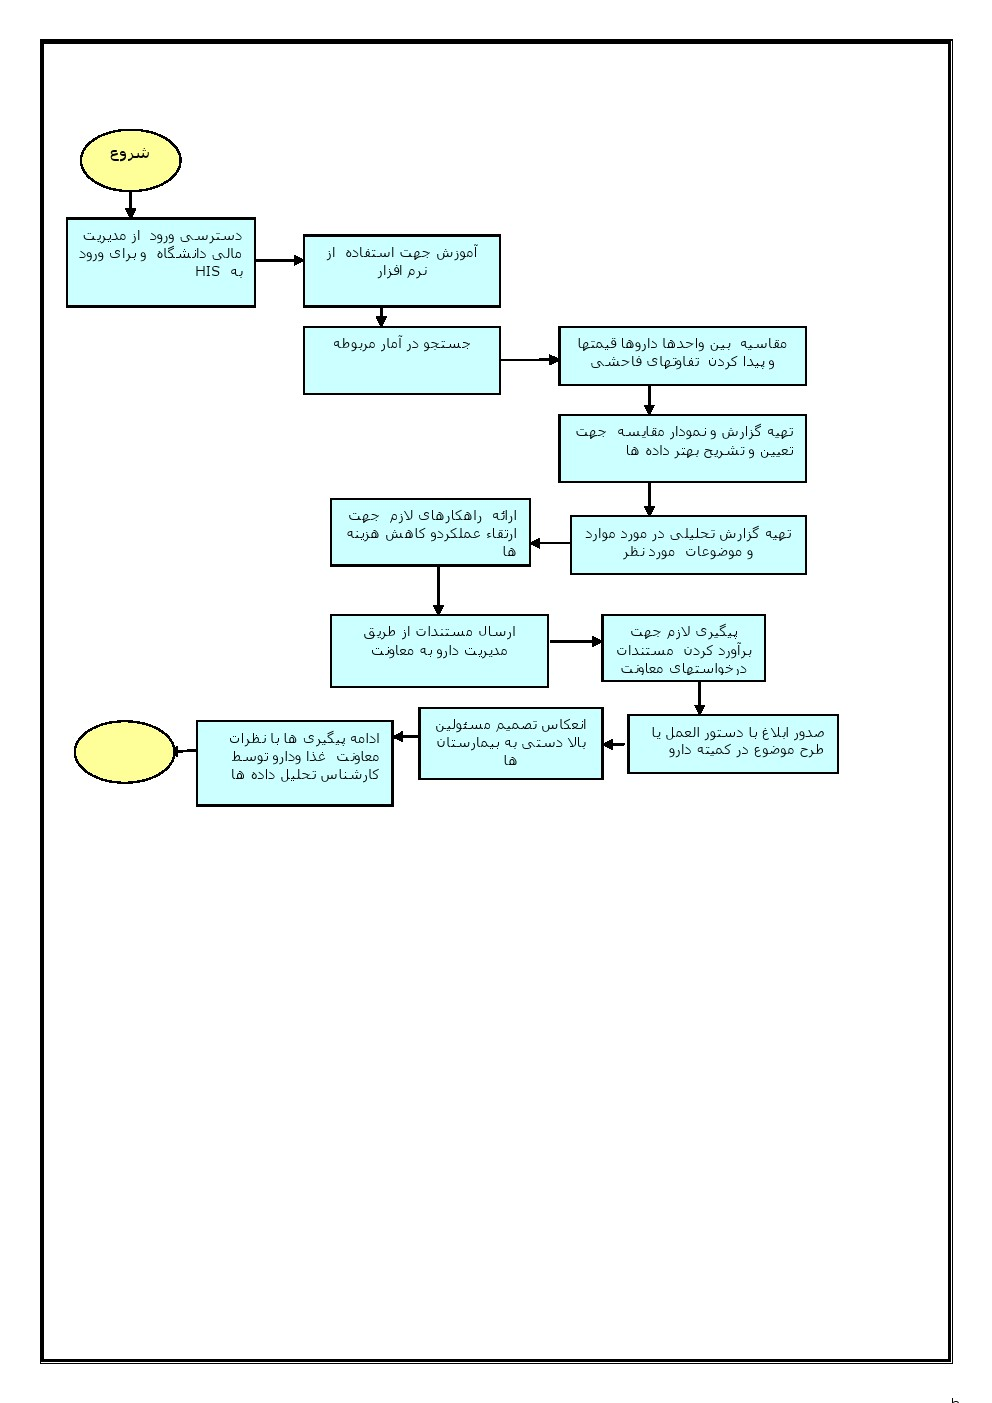 شروع
دسترسی ورود از مدیریت
مالی دانشگاه و برای ورود
به HIS
آموزش جهت استفاده از
نرم افزار
جستجو در آمار مربوطه
مقاسیه بین واحدها داروها قیمتها
و پیدا کردن تفاوتهای فاحشی
تهیه گزارش و نمودار مقایسه جهت
تعیین و تشریح بهتر داده ها
تهیه گزارش تحلیلی در مورد موارد
و موضوعات مورد نظر
ارائه راهکارهای لازم جهت
ارتقاء عملکردو کاهش هزینه
ها
ارسال مستندات از طریق
مدیریت دارو به معاونت
پیگیری لازم جهت
برآورد کردن مستندات
درخواستهای معاونت
صدور ابلاغ با دستور العمل یا
طرح موضوع در کمیته دارو
انعکاس تصمیم مسئولین
بالا دستی به بیمارستان
ها
ادامه پیگیری ها با نظرات
معاونت غذا ودارو توسط
کارشناس تحلیل داده ها